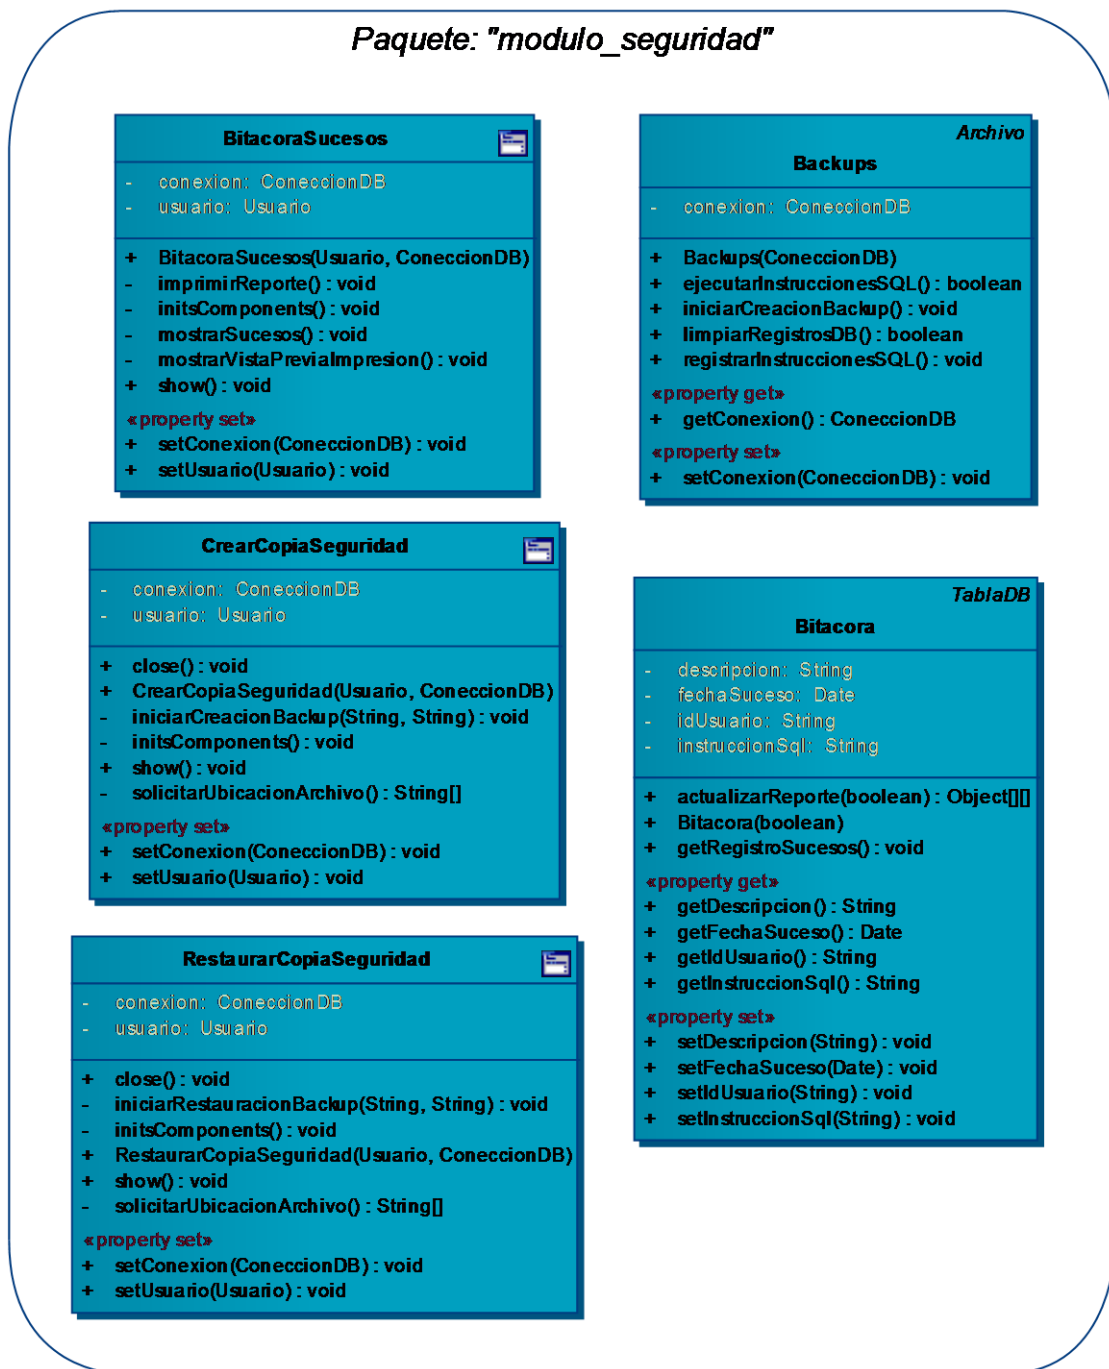 Paquete: "modulo_seguridad"
BitacoraSucesos
- conexion: ConeccionDB
- usuario: Usuario
+ BitacoraSucesos(Usuario, ConeccionDB)
- imprimirReporte() : void
- initsComponents() : void
- mostrarSucesos() : void
- mostrarVistaPreviaImpresion() : void
+ show() : void
«property set»
+ setConexion(ConeccionDB) : void
+ setUsuario(Usuario) : void
Archivo
Backups
- conexion: ConeccionDB
+ Backups(ConeccionDB)
+ ejecutarInstruccionesSQL() : boolean
+ iniciarCreacionBackup() : void
+ limpiarRegistrosDB() : boolean
+ registrarInstruccionesSQL() : void
«property get»
+ getConexion() : ConeccionDB
«property set»
+ setConexion(ConeccionDB) : void
CrearCopiaSeguridad
- conexion: ConeccionDB
- usuario: Usuario
+ close() : void
+ CrearCopiaSeguridad(Usuario, ConeccionDB)
- iniciarCreacionBackup(String, String) : void
- initsComponents() : void
+ show() : void
- solicitarUbicacionArchivo() : String[]
«property set»
+ setConexion(ConeccionDB) : void
+ setUsuario(Usuario) : void
TablaDB
Bitacora
- descripcion: String
- fechaSuceso: Date
- idUsuario: String
- instruccionSql: String
+ actualizarReporte(boolean) : Object[][]
+ Bitacora(boolean)
+ getRegistroSucesos() : void
«property get»
+ getDescripcion() : String
+ getFechaSuceso() : Date
+ getIdUsuario() : String
+ getInstruccionSql() : String
«property set»
+ setDescripcion(String) : void
+ setFechaSuceso(Date) : void
+ setIdUsuario(String) : void
+ setInstruccionSql(String) : void
RestaurarCopiaSeguridad
- conexion: ConeccionDB
- usuario: Usuario
+ close() : void
- iniciarRestauracionBackup(String, String) : void
- initsComponents() : void
+ RestaurarCopiaSeguridad(Usuario, ConeccionDB)
+ show() : void
- solicitarUbicacionArchivo() : String[]
«property set»
+ setConexion(ConeccionDB) : void
+ setUsuario(Usuario) : void